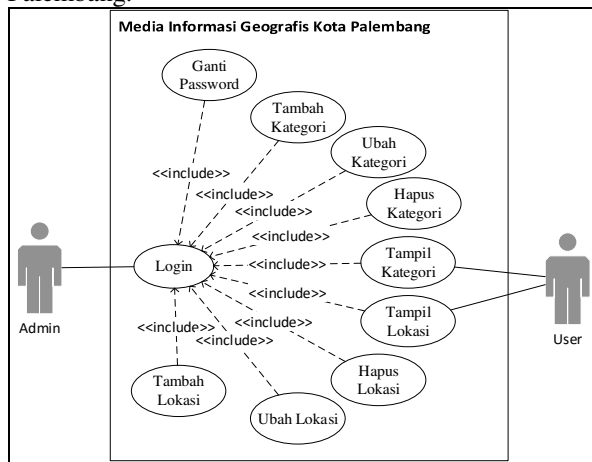 Palembang.
Media Informasi Geografis Kota Palembang
Ganti
Password
Tambah
Kategori
Ubah
Kategori
<<include>>
<<include>>
Hapus
Kategori
<<include>>
<<include>>
Login
<<include>>
Tampil
Kategori
<<include>>
Tampil
Lokasi
Admin
User
<<include>>
<<include>>
<<include>>
Tambah
Lokasi
Hapus
Lokasi
Ubah Lokasi